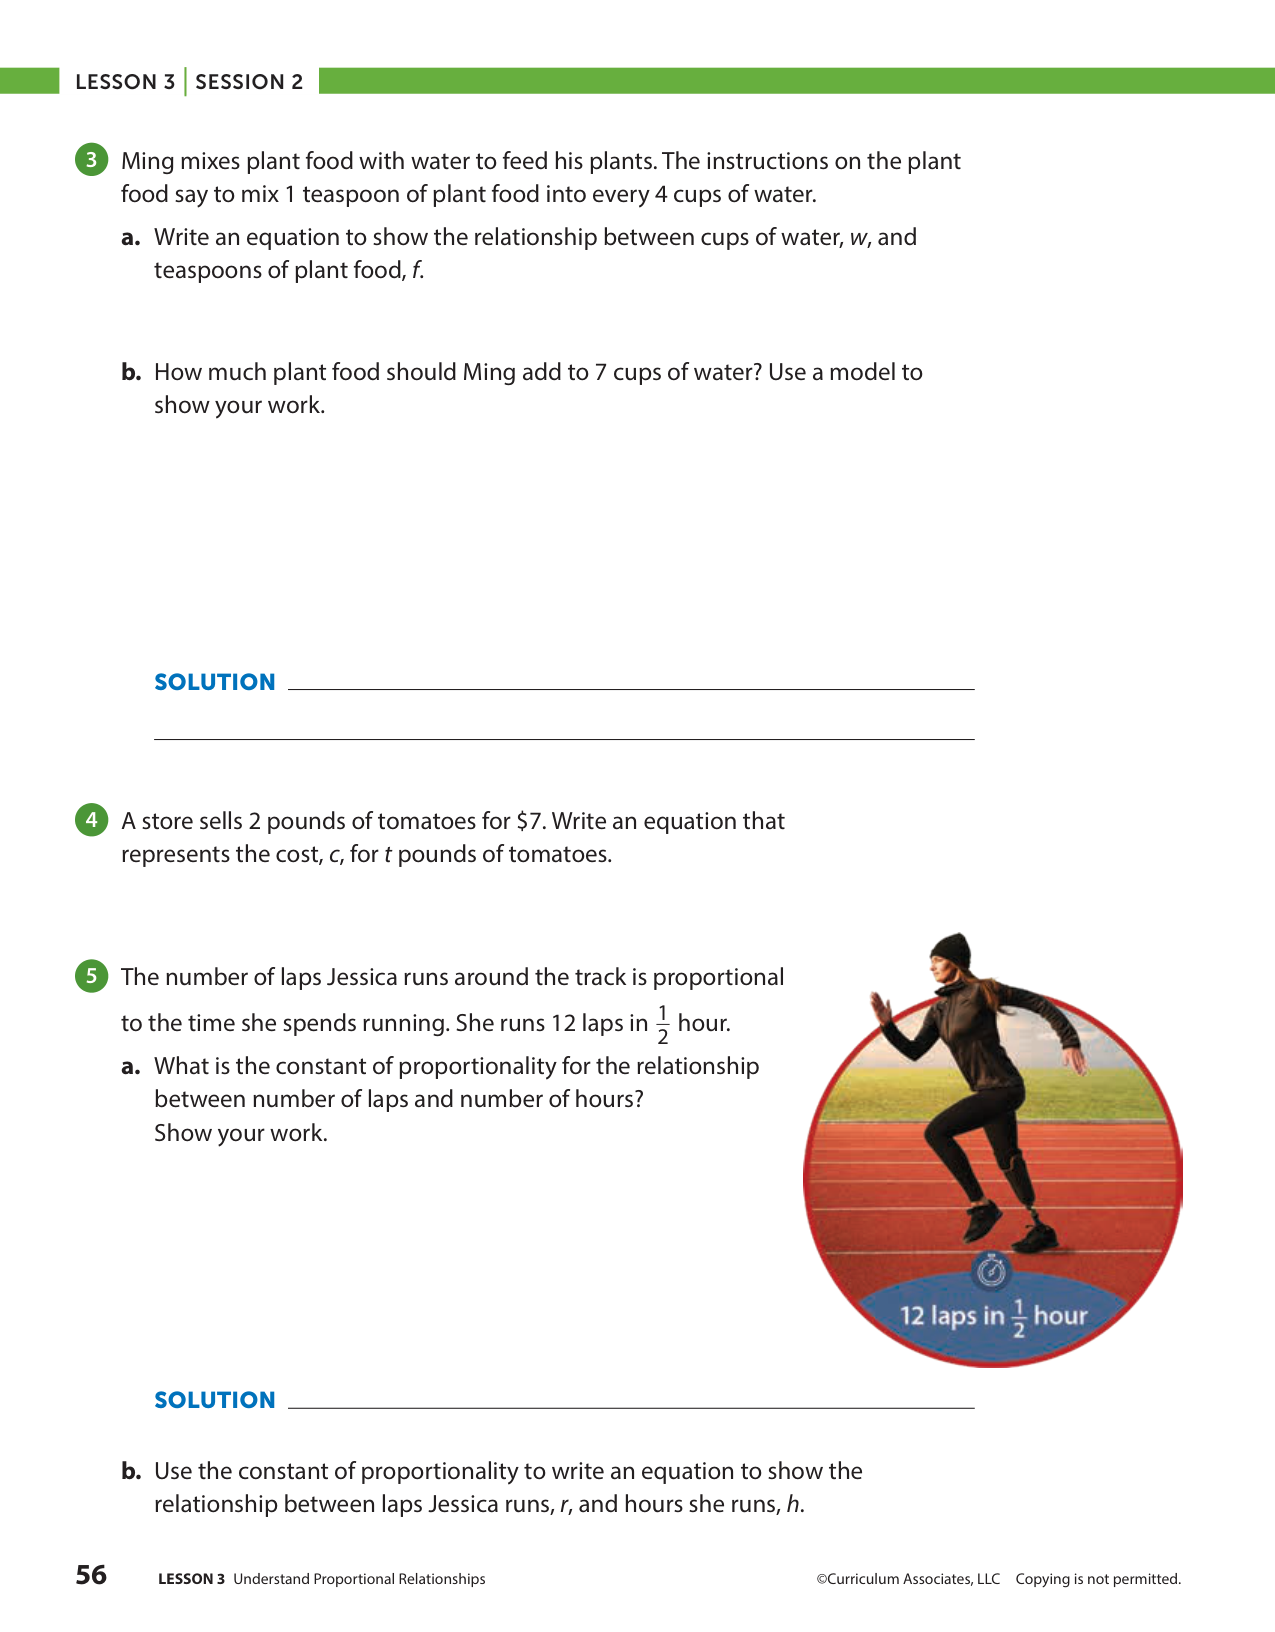 LESSON 3 | SESSION 2
3 Ming mixes plant food with water to feed his plants. The instructions on the plant
food say to mix 1 teaspoon of plant food into every 4 cups of water.
a. Write an equation to show the relationship between cups of water, w, and
teaspoons of plant food, f.
b. How much plant food should Ming add to 7 cups of water? Use a model to
show your work.
SOLUTION
4 A store sells 2 pounds of tomatoes for $7. Write an equation that
represents the cost, c, for t pounds of tomatoes.
5 The number of laps Jessica runs around the track is proportional
to the time she spends running. She runs 12 laps in 1/2 hour.
a. What is the constant of proportionality for the relationship
between number of laps and number of hours?
Show your work.
12 laps in 1/2 hour
SOLUTION
b. Use the constant of proportionality to write an equation to show the
relationship between laps Jessica runs, r, and hours she runs, h.
56 LESSON 3 Understand Proportional Relationships ©Curriculum Associates, LLC Copying is not permitted.